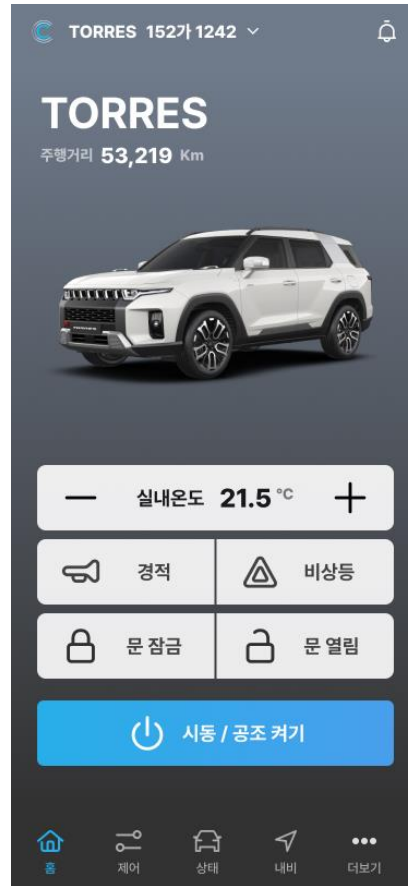 TORRES 152가 1242
TORRES
주행거리 53,219 Km
실내온도 21.5 °C
경적 비상등
문 잠금 문 열림
시동 / 공조 켜기
홈 제어 상태 내비 더보기